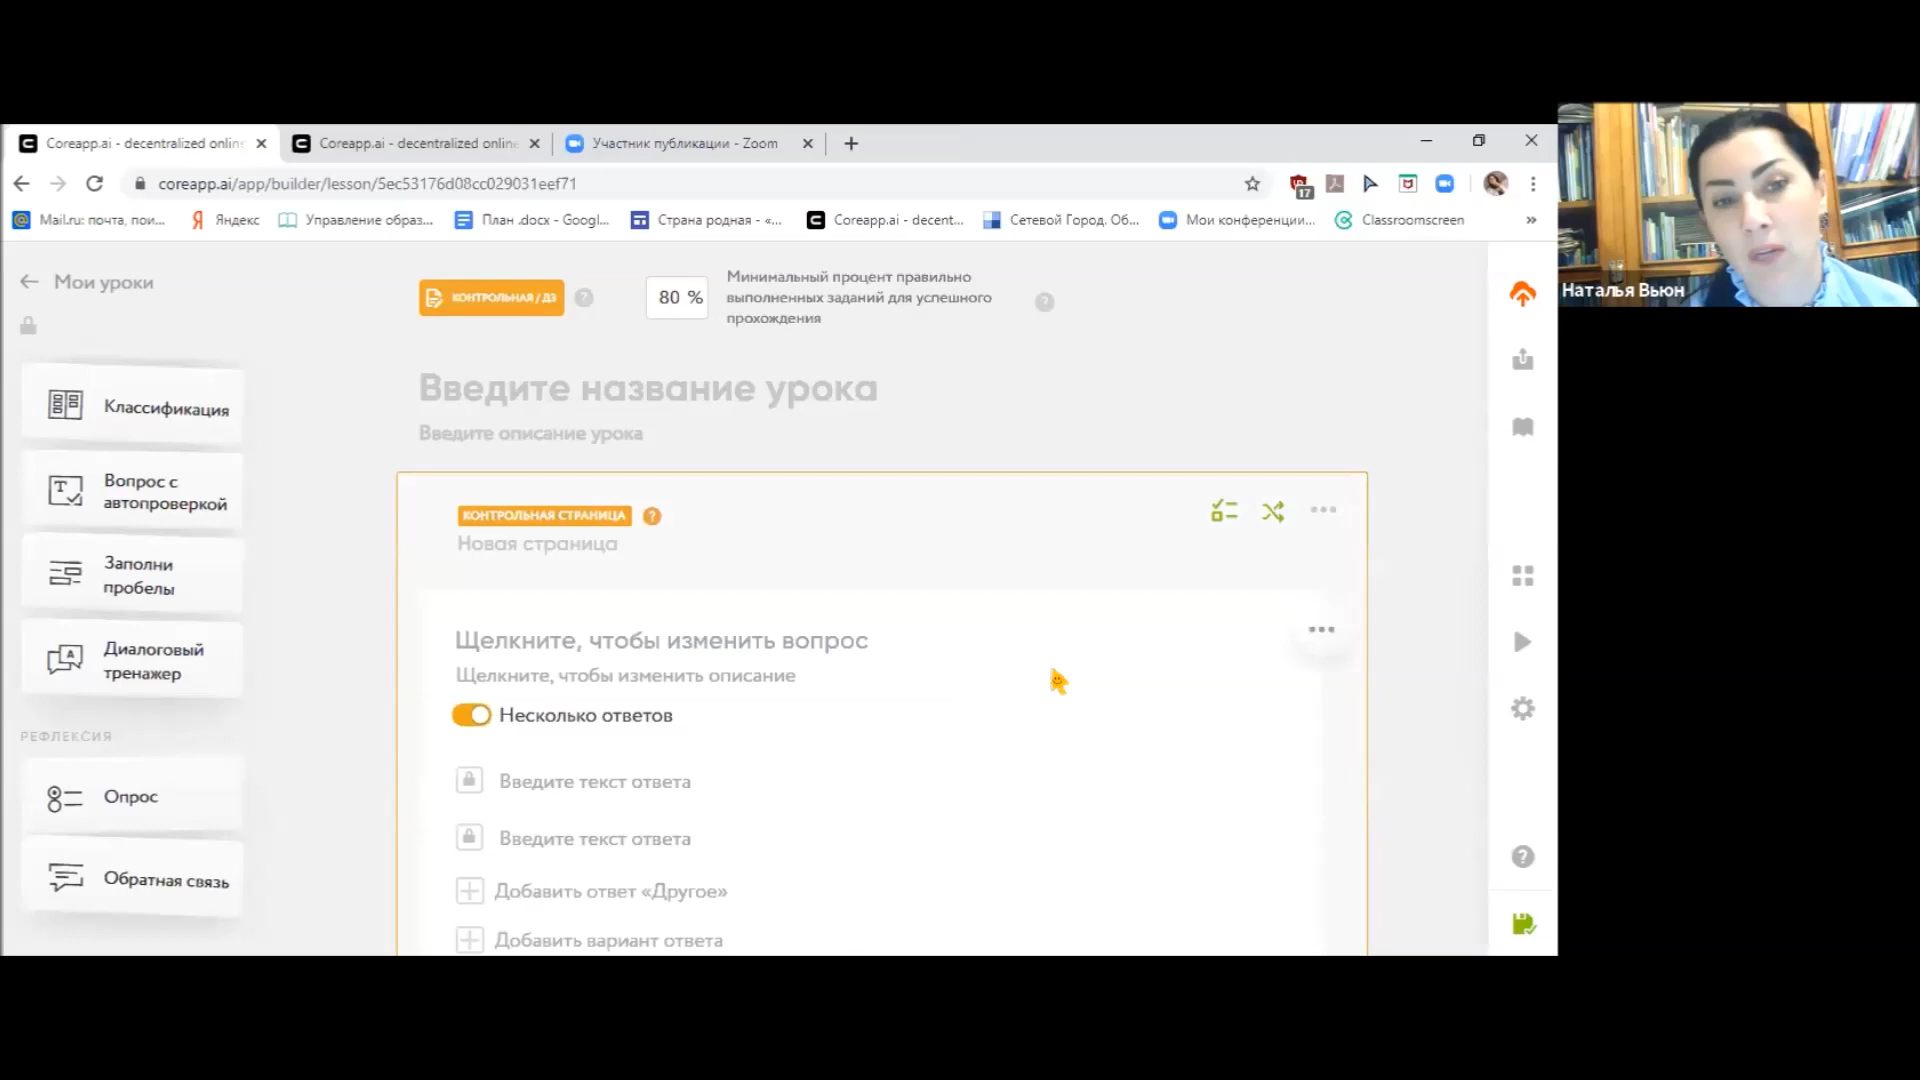 Coreapp.ai - decentralized onlin
Coreapp.ai - decentralized online
Участник публикации - Zoom
coreapp.ai/app/builder/lesson/5ec53176d08cc029031eef71
17
Mail.ru: почта, пои...
Яндекс
Управление образ...
План .docx - Googl...
Страна родная - «...
Coreapp.ai - decent...
Сетевой Город. Об...
Мои конференции...
Classroomscreen
»
Наталья Вьюн
Мои уроки
КОНТРОЛЬНАЯ / ДЗ
?
80 %
Минимальный процент правильно
выполненных заданий для успешного
прохождения
?
Введите название урока
Введите описание урока
Классификация
Вопрос с
автопроверкой
Заполни
пробелы
Диалоговый
тренажер
РЕФЛЕКСИЯ
Опрос
Обратная связь
КОНТРОЛЬНАЯ СТРАНИЦА
?
Новая страница
Щелкните, чтобы изменить вопрос
Щелкните, чтобы изменить описание
Несколько ответов
Введите текст ответа
Введите текст ответа
Добавить ответ «Другое»
Добавить вариант ответа
?